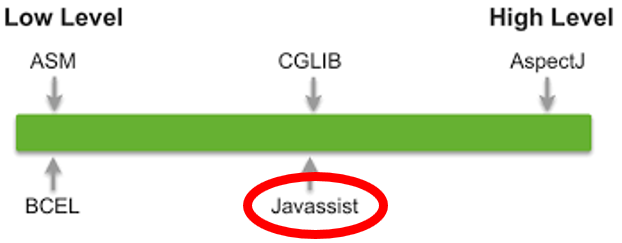 Low Level High Level
ASM CGLIB AspectJ
BCEL Javassist